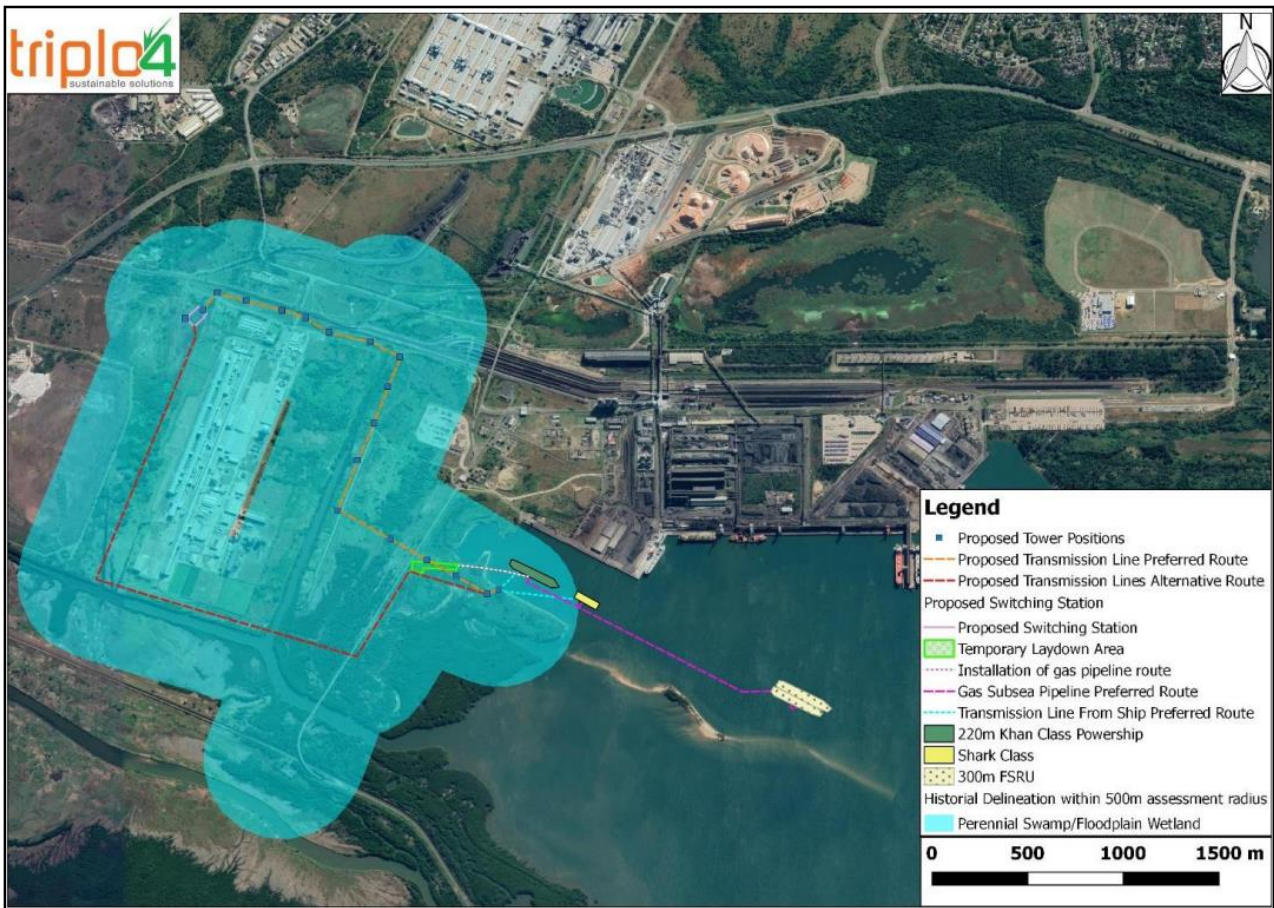 triplo4
sustainable solutions
N
Legend
Proposed Tower Positions
Proposed Transmission Line Preferred Route
Proposed Transmission Lines Alternative Route
Proposed Switching Station
Proposed Switching Station
Temporary Laydown Area
Installation of gas pipeline route
Gas Subsea Pipeline Preferred Route
Transmission Line From Ship Preferred Route
220m Khan Class Powership
Shark Class
300m FSRU
Historial Delineation within 500m assessment radius
Perennial Swamp/Floodplain Wetland
0 500 1000 1500 m